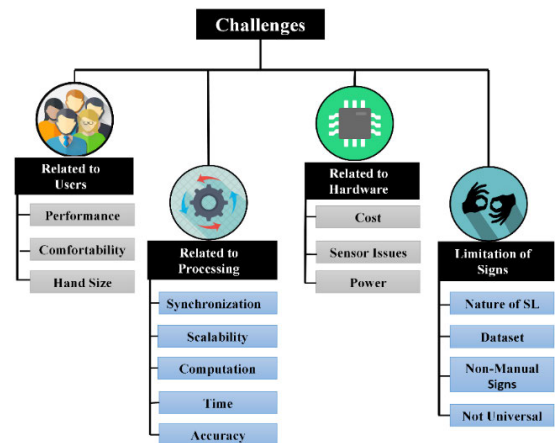 Challenges
Related to
Users
Performance
Comfortability
Hand Size
Related to
Processing
Synchronization
Scalability
Computation
Time
Accuracy
Related to
Hardware
Cost
Sensor Issues
Power
Limitation of
Signs
Nature of SL
Dataset
Non-Manual
Signs
Not Universal